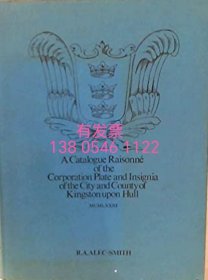 有发票
138 0546 1122
A Catalogue Raisonné
of the
Corporation Plate and Insignia
of the City and County of
Kingston upon Hull
MCMLXXIII
R.A.ALEC-SMITH